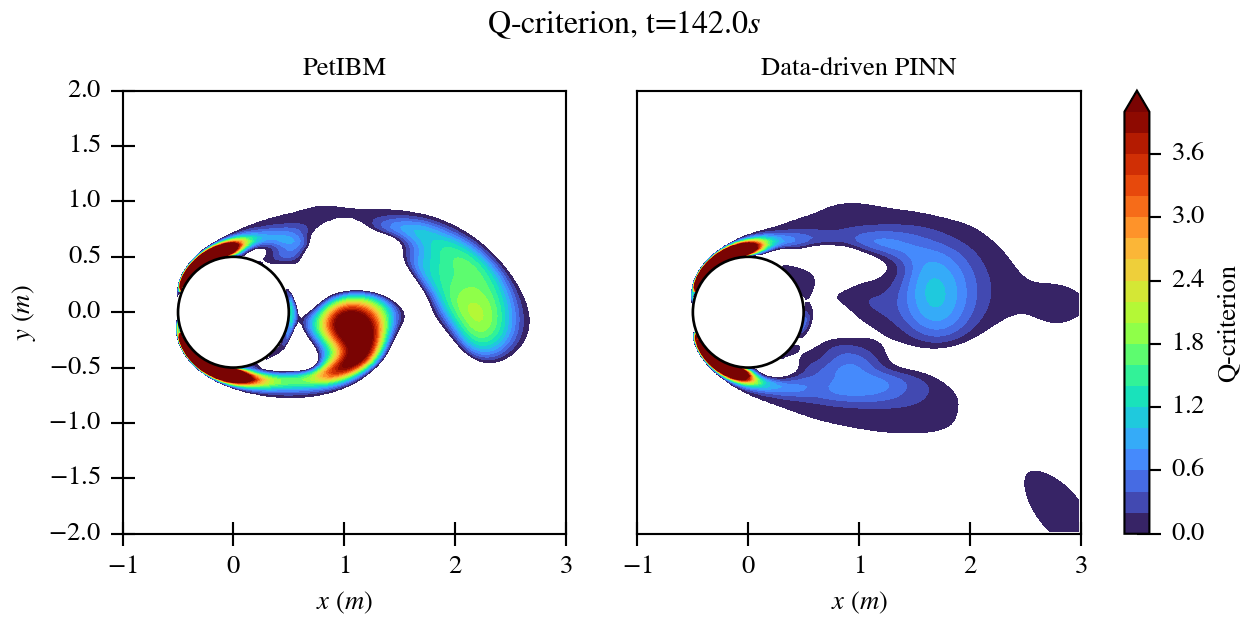 Q-criterion, t=142.0s
PetIBM
Data-driven PINN
2.0
1.5
1.0
0.5
0.0
−0.5
−1.0
−1.5
−2.0
y (m)
−1 0 1 2 3
x (m)
−1 0 1 2 3
x (m)
3.6
3.0
2.4
1.8
1.2
0.6
0.0
Q-criterion